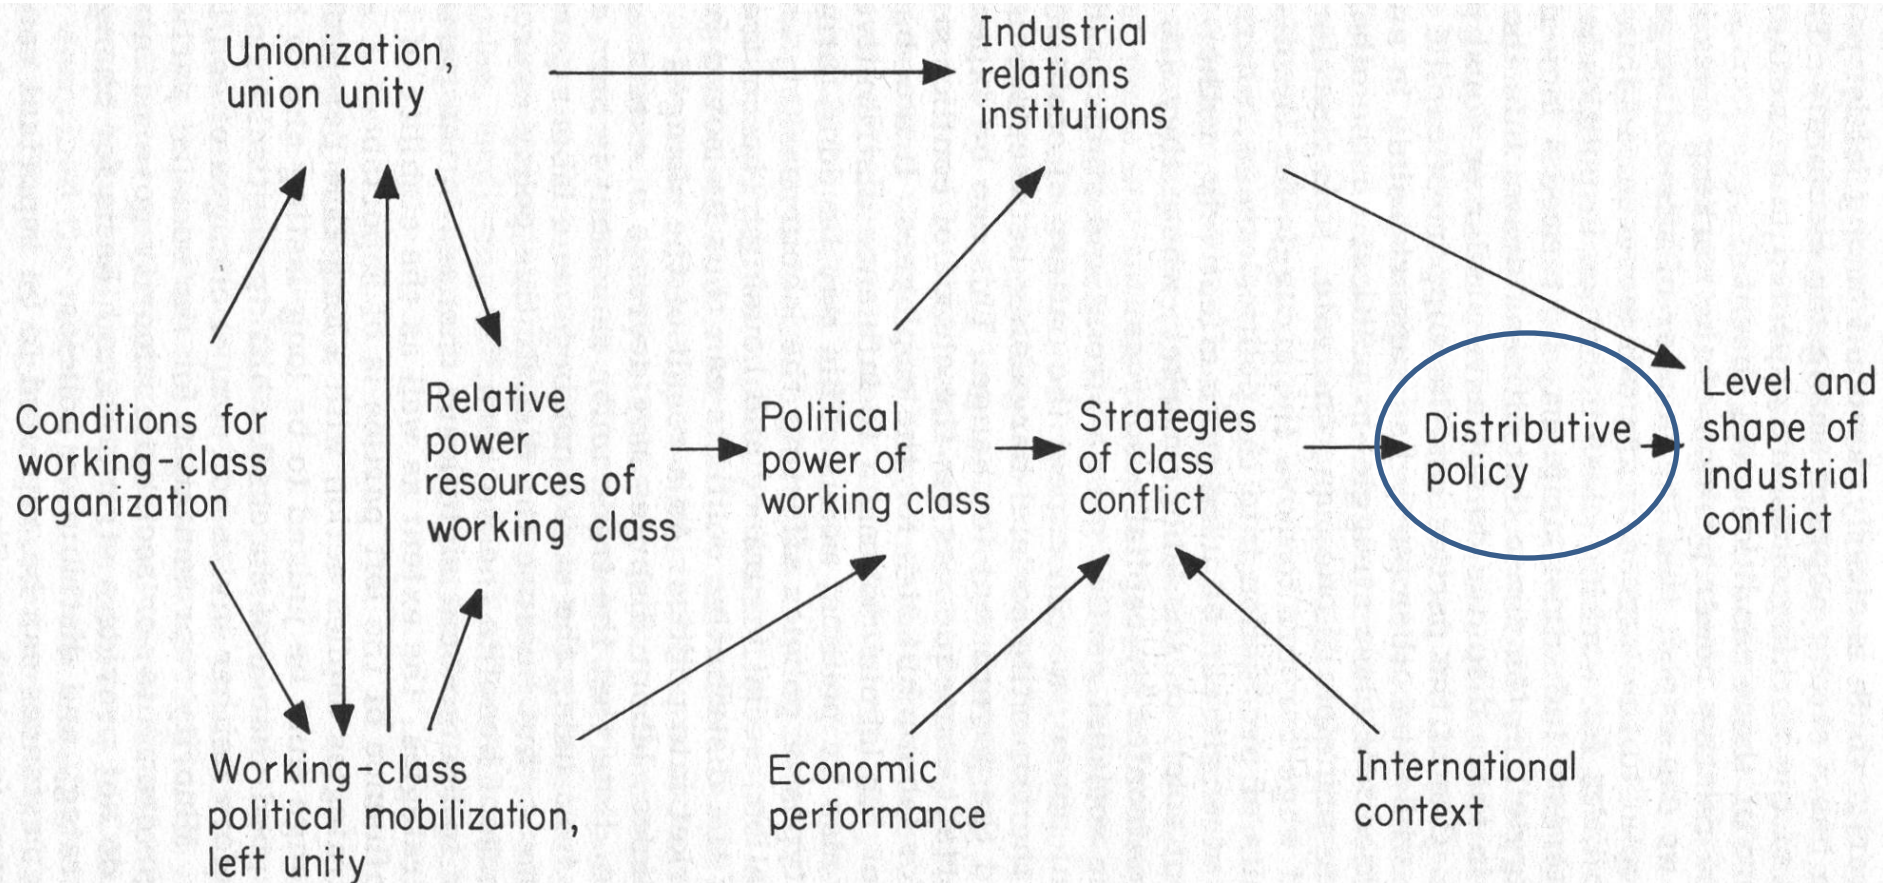 Unionization,
union unity
Industrial
relations
institutions
Conditions for
working-class
organization
Relative
power
resources of
working class
Political
power of
working class
Strategies
of class
conflict
Distributive
policy
Level and
shape of
industrial
conflict
Working-class
political mobilization,
left unity
Economic
performance
International
context